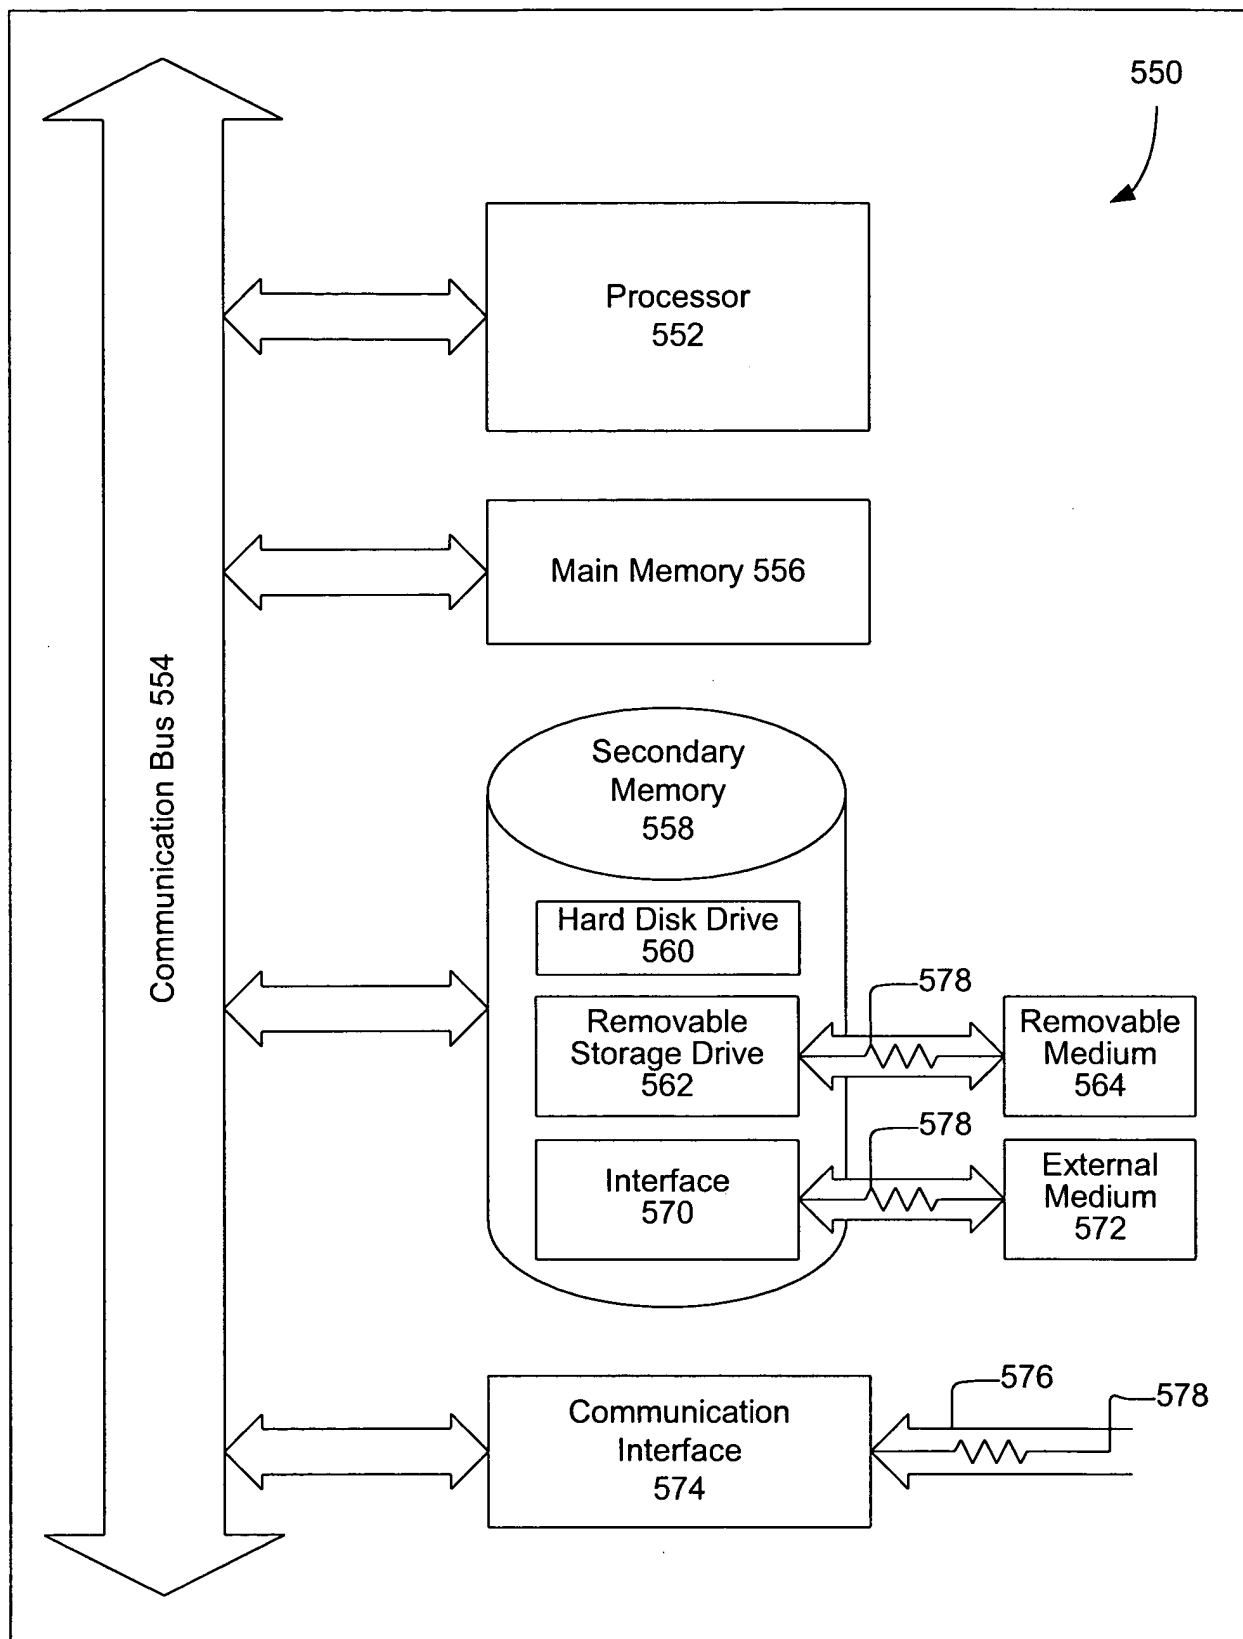 550
Processor
552
Main Memory 556
Communication Bus 554
Secondary
Memory
558
Hard Disk Drive
560
578
Removable
Storage Drive
562
Removable
Medium
564
578
Interface
570
External
Medium
572
576
578
Communication
Interface
574